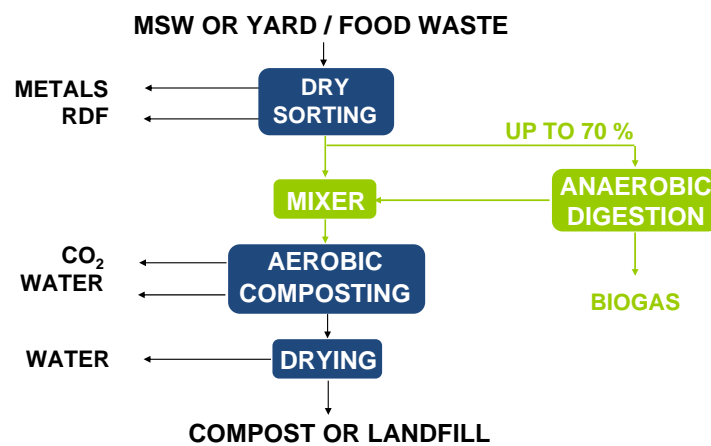 MSW OR YARD / FOOD WASTE
METALS
RDF
DRY
SORTING
UP TO 70 %
MIXER
ANAEROBIC
DIGESTION
CO₂
WATER
AEROBIC
COMPOSTING
BIOGAS
WATER
DRYING
COMPOST OR LANDFILL